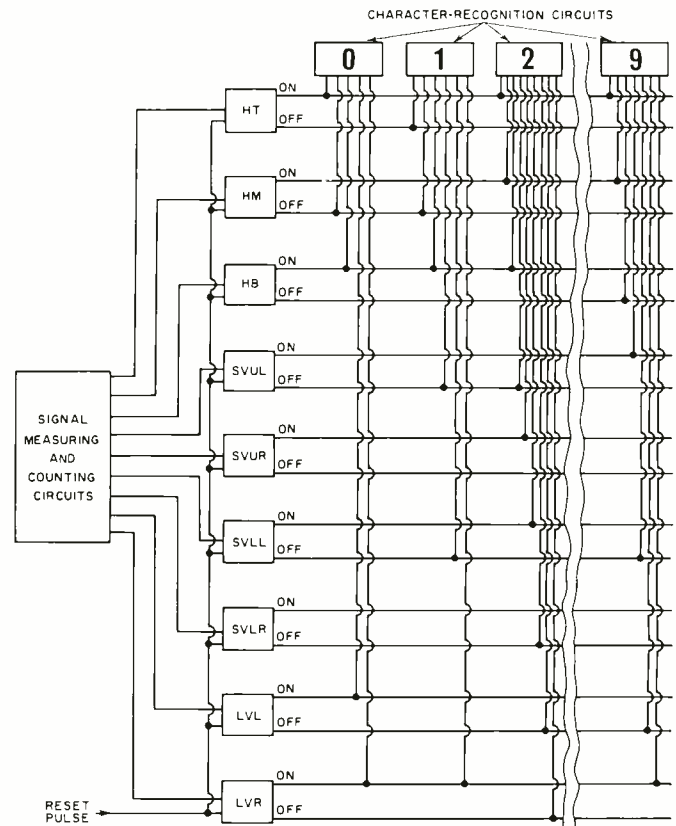 CHARACTER-RECOGNITION CIRCUITS
0 1 2 9
HT
ON
OFF
HM
ON
OFF
HB
ON
OFF
SVUL
ON
OFF
SVUR
ON
OFF
SVLL
ON
OFF
SVLR
ON
OFF
LVL
ON
OFF
LVR
ON
OFF
SIGNAL
MEASURING
AND
COUNTING
CIRCUITS
RESET
PULSE